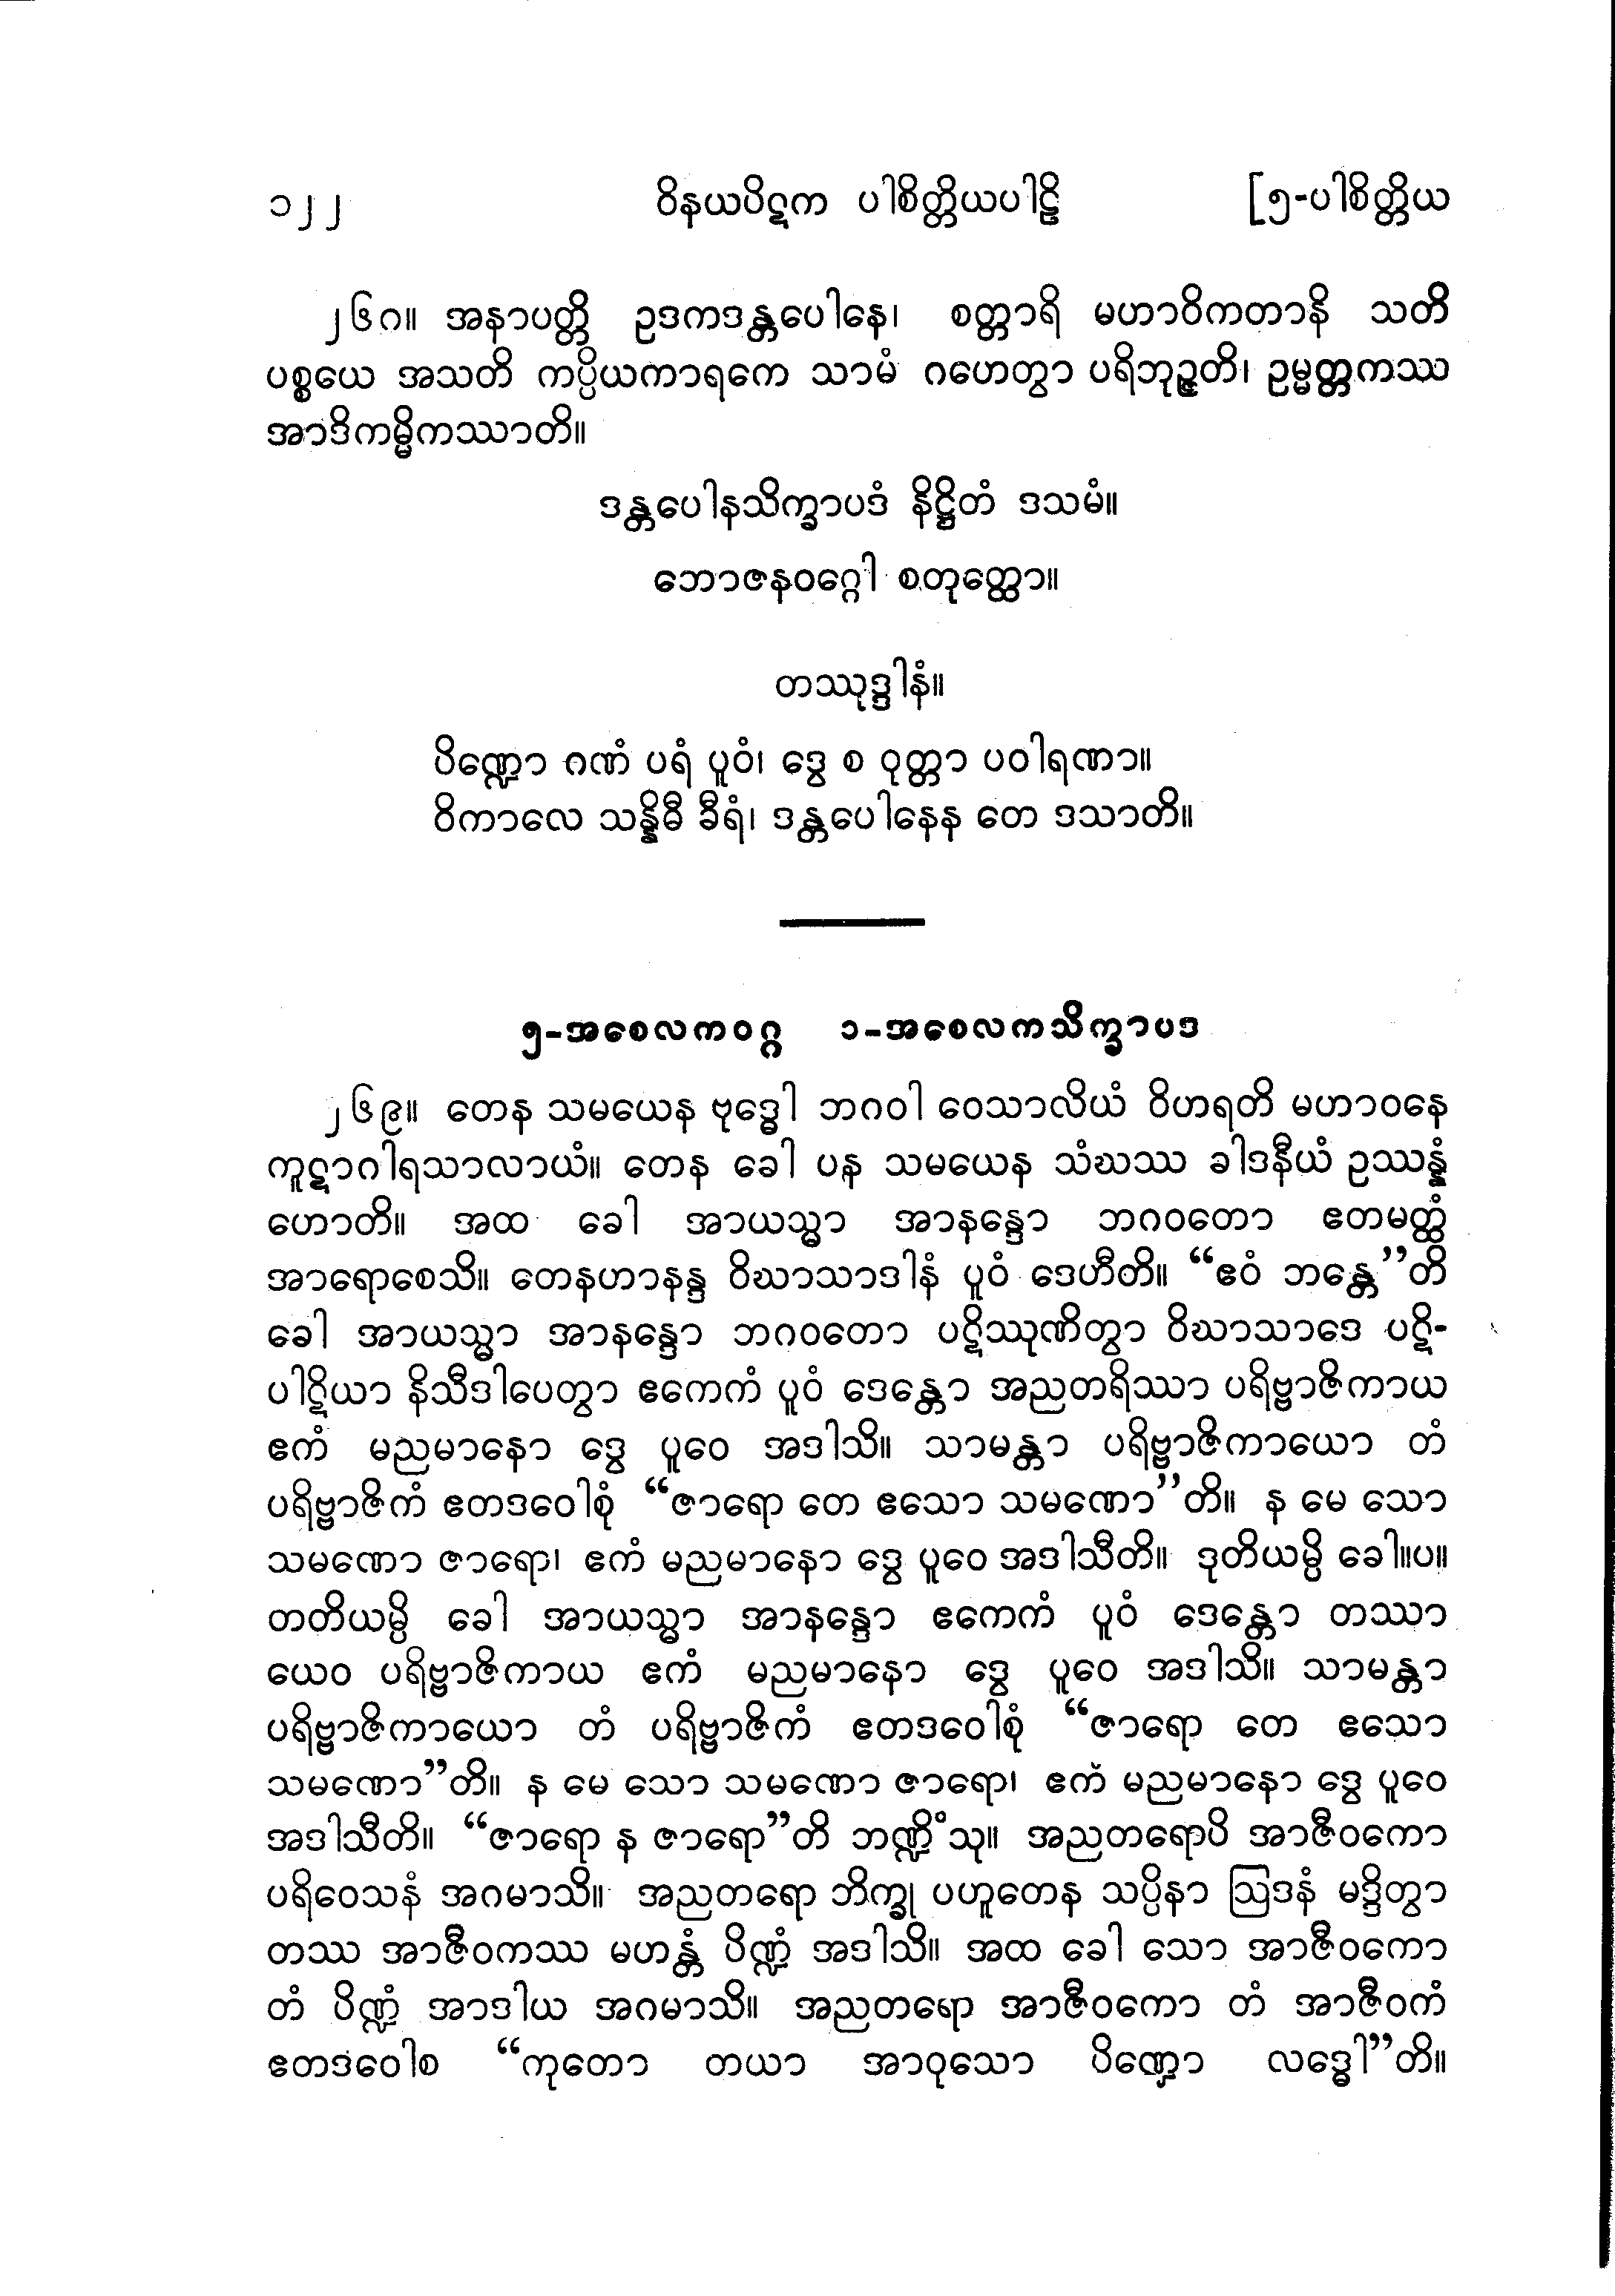 ၁၂၂ ဝိနယပိဋက ပါစိတ္တိယပါဠိ [၅-ပါစိတ္တိယ
၂၆ဂ။ အနာပတ္တိ ဥဒကဒန္တပေါနေ၊ စတ္တာရိ မဟာဝိကတာနိ သတိ
ပစ္စယေ အသတိ ကပ္ပိယကာရကေ သာမံ ဂဟေတွာ ပရိဘုဉ္ဇတိ၊ ဥမ္မတ္တကဿ
အာဒိကမ္မိကဿာတိ။
ဒန္တပေါနသိက္ခာပဒံ နိဋ္ဌိတံ ဒသမံ။
ဘောဇနဝဂ္ဂေါ စတုတ္ထော။
တဿုဒ္ဒါနံ။
ပိဏ္ဍော ဂဏံ ပရံ ပူဝံ၊ ဒွေ စ ဝုတ္တာ ပဝါရဏာ။
ဝိကာလေ သန္နိဓီ ခီရံ၊ ဒန္တပေါနေန တေ ဒသာတိ။
၅-အစေလကဝဂ္ဂ ၁-အစေလကသိက္ခာပဒ
၂၆၉။ တေန သမယေန ဗုဒ္ဓေါ ဘဂဝါ ဝေသာလိယံ ဝိဟရတိ မဟာဝနေ
ကူဋာဂါရသာလာယံ။ တေန ခေါ ပန သမယေန သံဃဿ ခါဒနီယံ ဥဿန္နံ
ဟောတိ။ အထ ခေါ အာယသ္မာ အာနန္ဒော ဘဂဝတော ဧတမတ္ထံ
အာရောစေသိ။ တေနဟာနန္ဒ ဝိဃာသာဒါနံ ပူဝံ ဒေဟီတိ။ “ဧဝံ ဘန္တေ”တိ
ခေါ အာယသ္မာ အာနန္ဒော ဘဂဝတော ပဋိဿုဏိတွာ ဝိဃာသာဒေ ပဋိ-
ပါဋိယာ နိသီဒါပေတွာ ဧကေကံ ပူဝံ ဒေန္တော အညတရိဿာ ပရိဗ္ဗာဇိကာယ
ဧကံ မညမာနော ဒွေ ပူဝေ အဒါသိ။ သာမန္တာ ပရိဗ္ဗာဇိကာယော တံ
ပရိဗ္ဗာဇိကံ ဧတဒဝေါစုံ “ဇာရော တေ ဧသော သမဏော”တိ။ န မေ သော
သမဏော ဇာရော၊ ဧကံ မညမာနော ဒွေ ပူဝေ အဒါသီတိ။ ဒုတိယမ္ပိ ခေါ။ပ။
တတိယမ္ပိ ခေါ အာယသ္မာ အာနန္ဒော ဧကေကံ ပူဝံ ဒေန္တော တဿာ
ယေဝ ပရိဗ္ဗာဇိကာယ ဧကံ မညမာနော ဒွေ ပူဝေ အဒါသိ။ သာမန္တာ
ပရိဗ္ဗာဇိကာယော တံ ပရိဗ္ဗာဇိကံ ဧတဒဝေါစုံ “ဇာရော တေ ဧသော
သမဏော”တိ။ န မေ သော သမဏော ဇာရော၊ ဧကံ မညမာနော ဒွေ ပူဝေ
အဒါသီတိ။ “ဇာရော န ဇာရော”တိ ဘဏ္ဍိံသု။ အညတရောပိ အာဇီဝကော
ပရိဝေသနံ အဂမာသိ။ အညတရော ဘိက္ခု ပဟူတေန သပ္ပိနာ ဩဒနံ မဒ္ဒိတွာ
တဿ အာဇီဝကဿ မဟန္တံ ပိဏ္ဍံ အဒါသိ။ အထ ခေါ သော အာဇီဝကော
တံ ပိဏ္ဍံ အာဒါယ အဂမာသိ။ အညတရော အာဇီဝကော တံ အာဇီဝကံ
ဧတဒဝေါစ “ကုတော တယာ အာဝုသော ပိဏ္ဍော လဒ္ဓေါ”တိ။